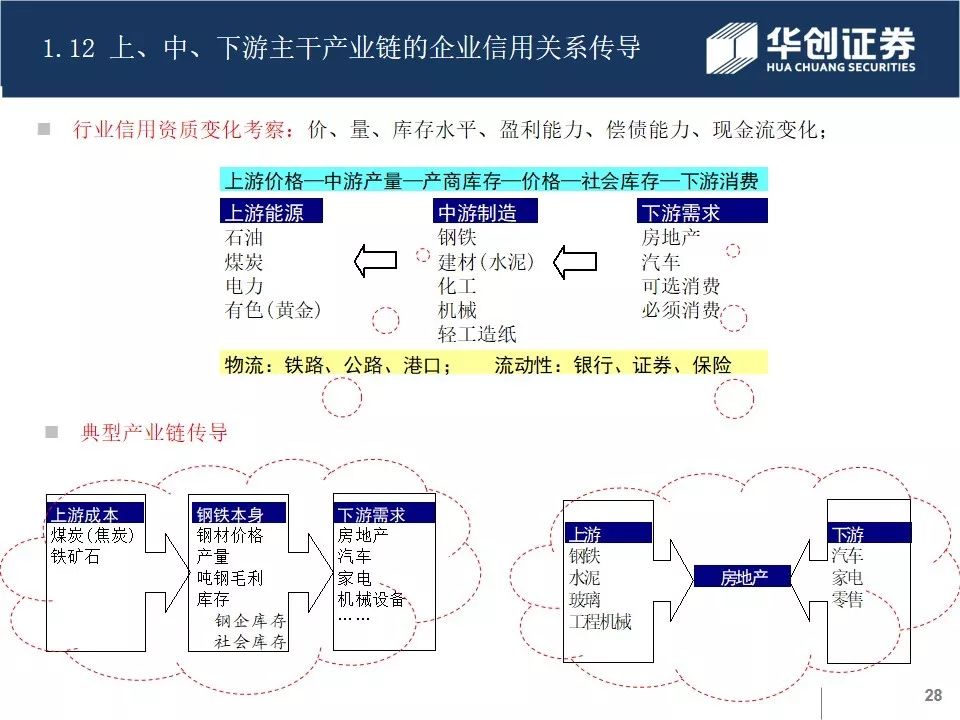 1.12 上、中、下游主干产业链的企业信用关系传导
华创证券
HUA CHUANG SECURITIES
行业信用资质变化考察：价、量、库存水平、盈利能力、偿债能力、现金流变化；
上游价格—中游产量—产商库存—价格—社会库存—下游消费
上游能源
石油
煤炭
电力
有色(黄金)
中游制造
钢铁
建材(水泥)
化工
机械
轻工造纸
下游需求
房地产
汽车
可选消费
必须消费
物流：铁路、公路、港口； 流动性：银行、证券、保险
典型产业链传导
上游成本
煤炭(焦炭)
铁矿石
钢铁本身
钢材价格
产量
吨钢毛利
库存
钢企库存
社会库存
下游需求
房地产
汽车
家电
机械设备
……
上游
钢铁
水泥
玻璃
工程机械
房地产
下游
汽车
家电
零售
28